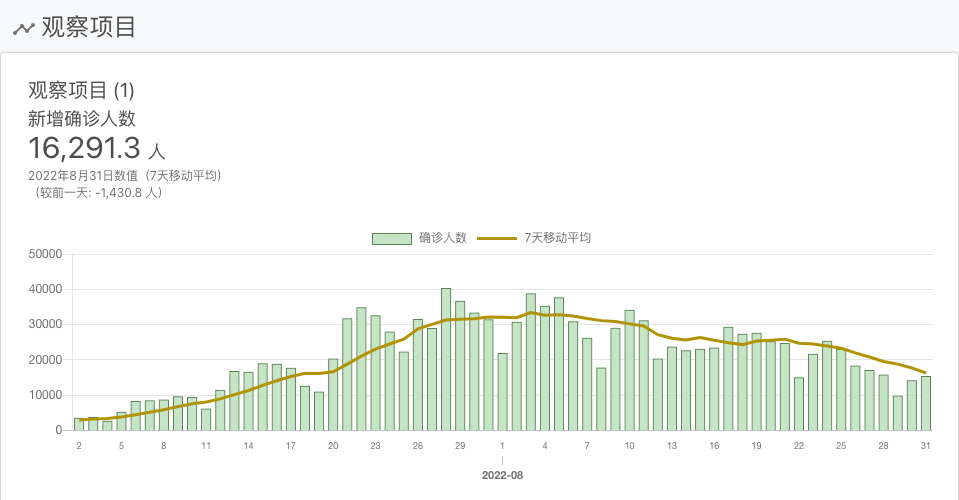 观察项目
观察项目 (1)
新增确诊人数
16,291.3 人
2022年8月31日数值（7天移动平均）
（较前一天: -1,430.8 人）
确诊人数 7天移动平均
50000
40000
30000
20000
10000
0
2 5 8 11 14 17 20 23 26 29 1 4 7 10 13 16 19 22 25 28 31
2022-08